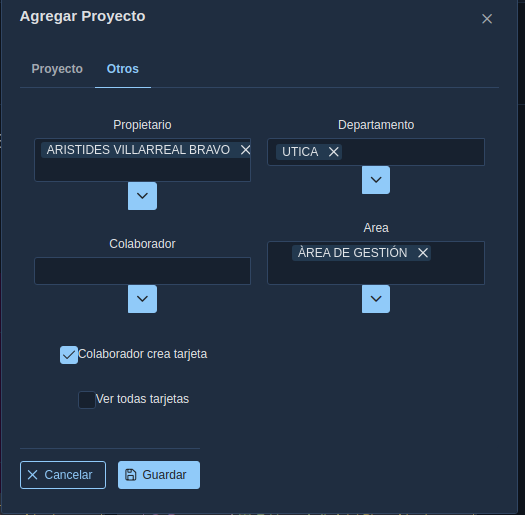 Agregar Proyecto
Proyecto
Otros
Propietario
ARISTIDES VILLARREAL BRAVO
Departamento
UTICA
Colaborador
Area
ÀREA DE GESTIÓN
Colaborador crea tarjeta
Ver todas tarjetas
Cancelar
Guardar